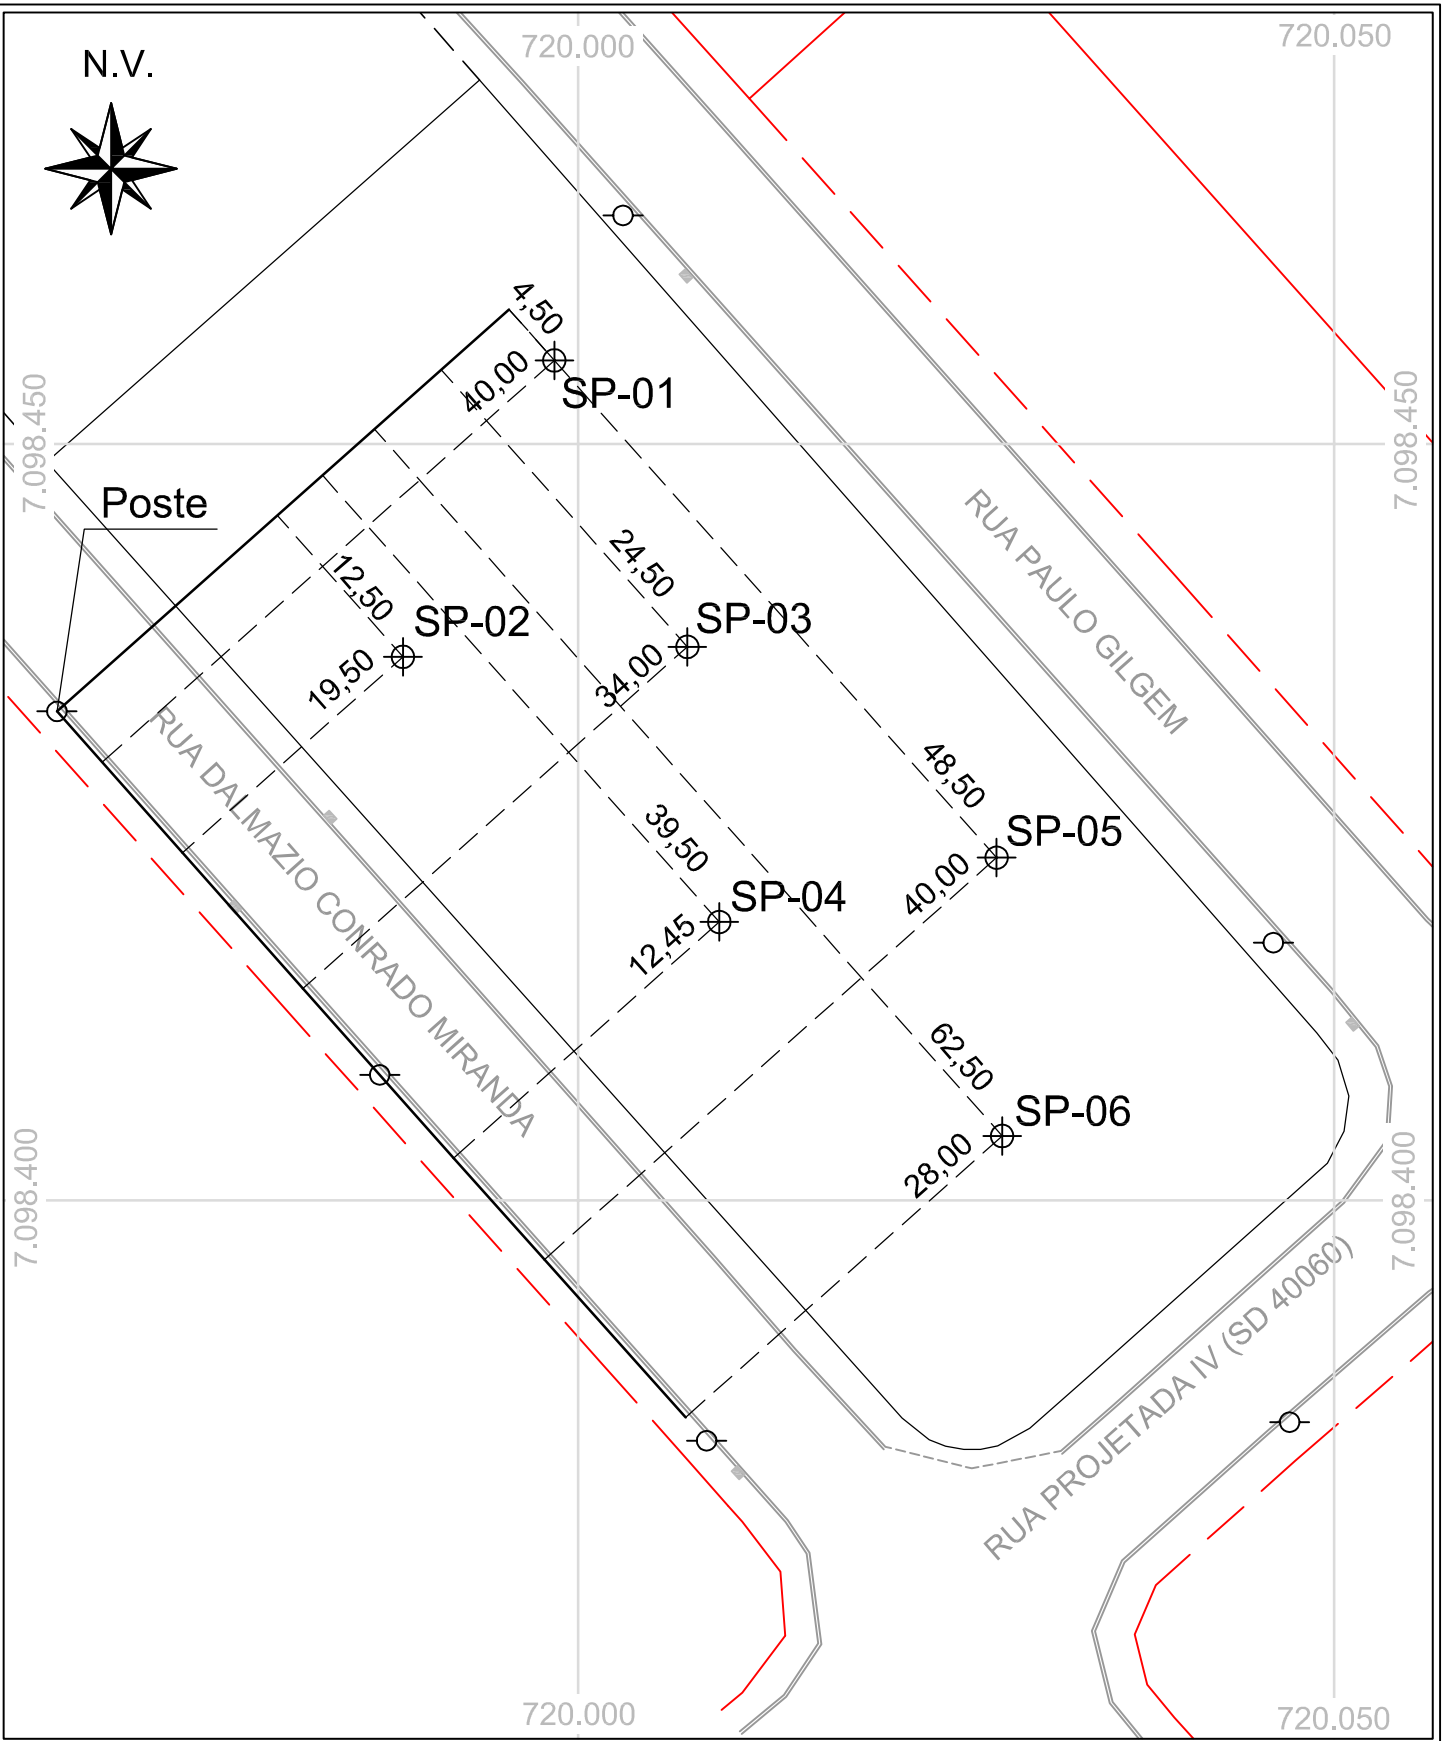 720.000
720.050
N.V.
4,50
40,00
SP-01
7.098.450
7.098.450
Poste
RUA PAULO GILGEM
24,50
12,50
SP-02
SP-03
19,50
34,00
RUA DALMAZIO CONRADO MIRANDA
48,50
39,50
SP-05
40,00
SP-04
12,45
62,50
SP-06
28,00
7.098.400
7.098.400
RUA PROJETADA IV (SD 40060)
720.000
720.050